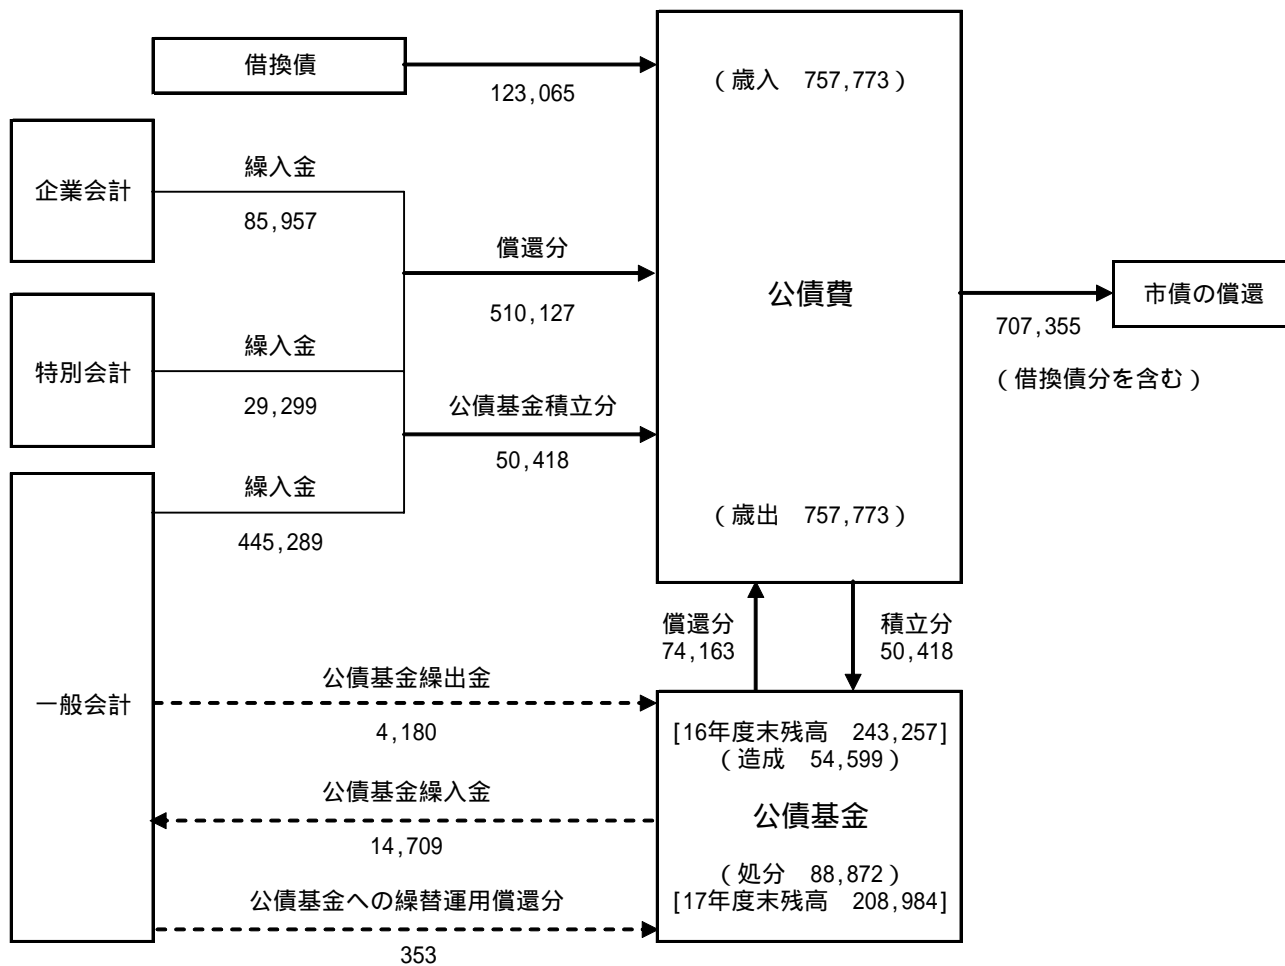 借換債
123,065
（歳入　757,773）
企業会計
繰入金
85,957
償還分
510,127
公債費
市債の償還
707,355
（借換債分を含む）
特別会計
繰入金
29,299
公債基金積立分
50,418
繰入金
445,289
（歳出　757,773）
償還分
74,163
積立分
50,418
一般会計
公債基金繰出金
4,180
[16年度末残高　243,257]
（造成　54,599）
公債基金繰入金
14,709
公債基金
（処分　88,872）
[17年度末残高　208,984]
公債基金への繰替運用償還分
353